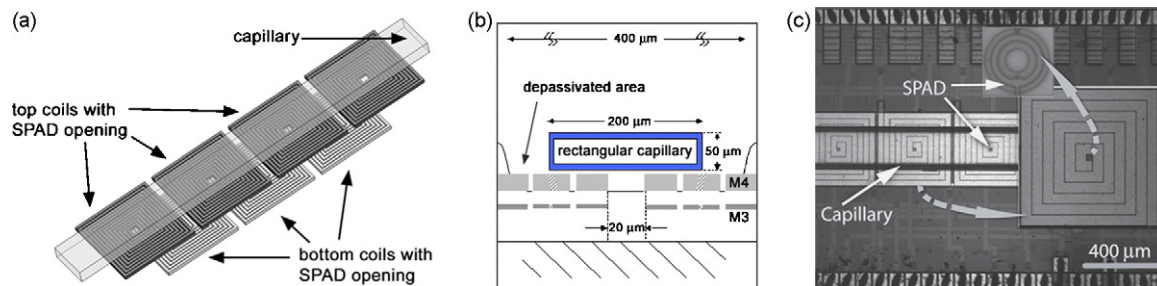 (a)
capillary
top coils with
SPAD opening
bottom coils with
SPAD opening
(b)
400 μm
depassivated area
200 μm
rectangular capillary
50 μm
M4
M3
20 μm
(c)
SPAD
Capillary
400 μm